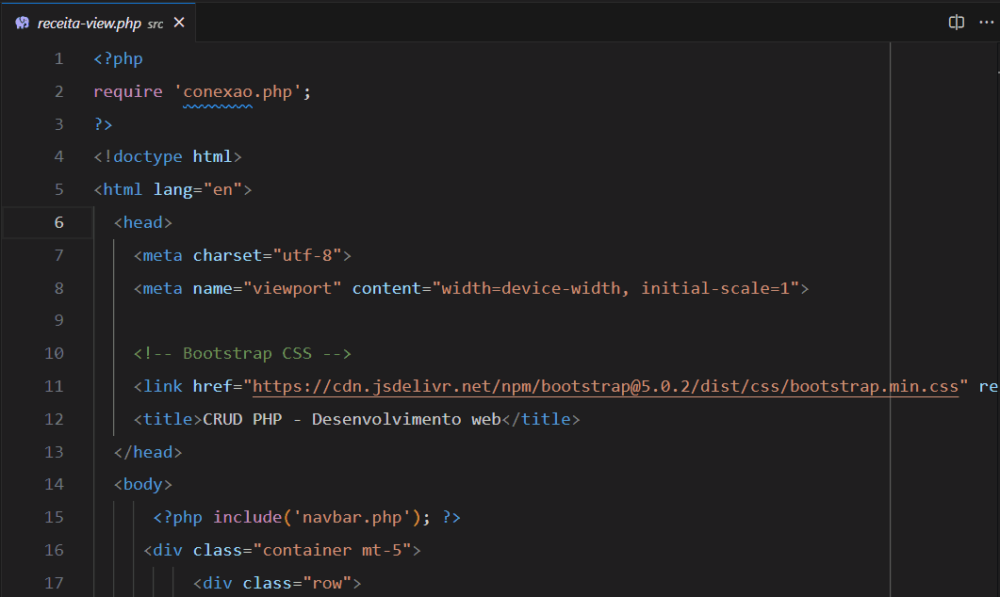 receita-view.php src
1 <?php
2 require 'conexao.php';
3 ?>
4 <!doctype html>
5 <html lang="en">
6 <head>
7 <meta charset="utf-8">
8 <meta name="viewport" content="width=device-width, initial-scale=1">
9
10 <!-- Bootstrap CSS -->
11 <link href="https://cdn.jsdelivr.net/npm/bootstrap@5.0.2/dist/css/bootstrap.min.css" re
12 <title>CRUD PHP - Desenvolvimento web</title>
13 </head>
14 <body>
15 <?php include('navbar.php'); ?>
16 <div class="container mt-5">
17 <div class="row">